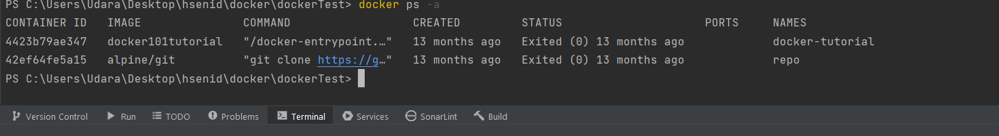 PS C:\Users\Udara\Desktop\hsenid\docker\dockerTest> docker ps -a
CONTAINER ID IMAGE COMMAND CREATED STATUS PORTS NAMES
4423b79ae347 docker101tutorial "/docker-entrypoint.…" 13 months ago Exited (0) 13 months ago docker-tutorial
42ef64fe5a15 alpine/git "git clone https://g…" 13 months ago Exited (0) 13 months ago repo
PS C:\Users\Udara\Desktop\hsenid\docker\dockerTest>
Version Control Run TODO Problems Terminal Services SonarLint Build